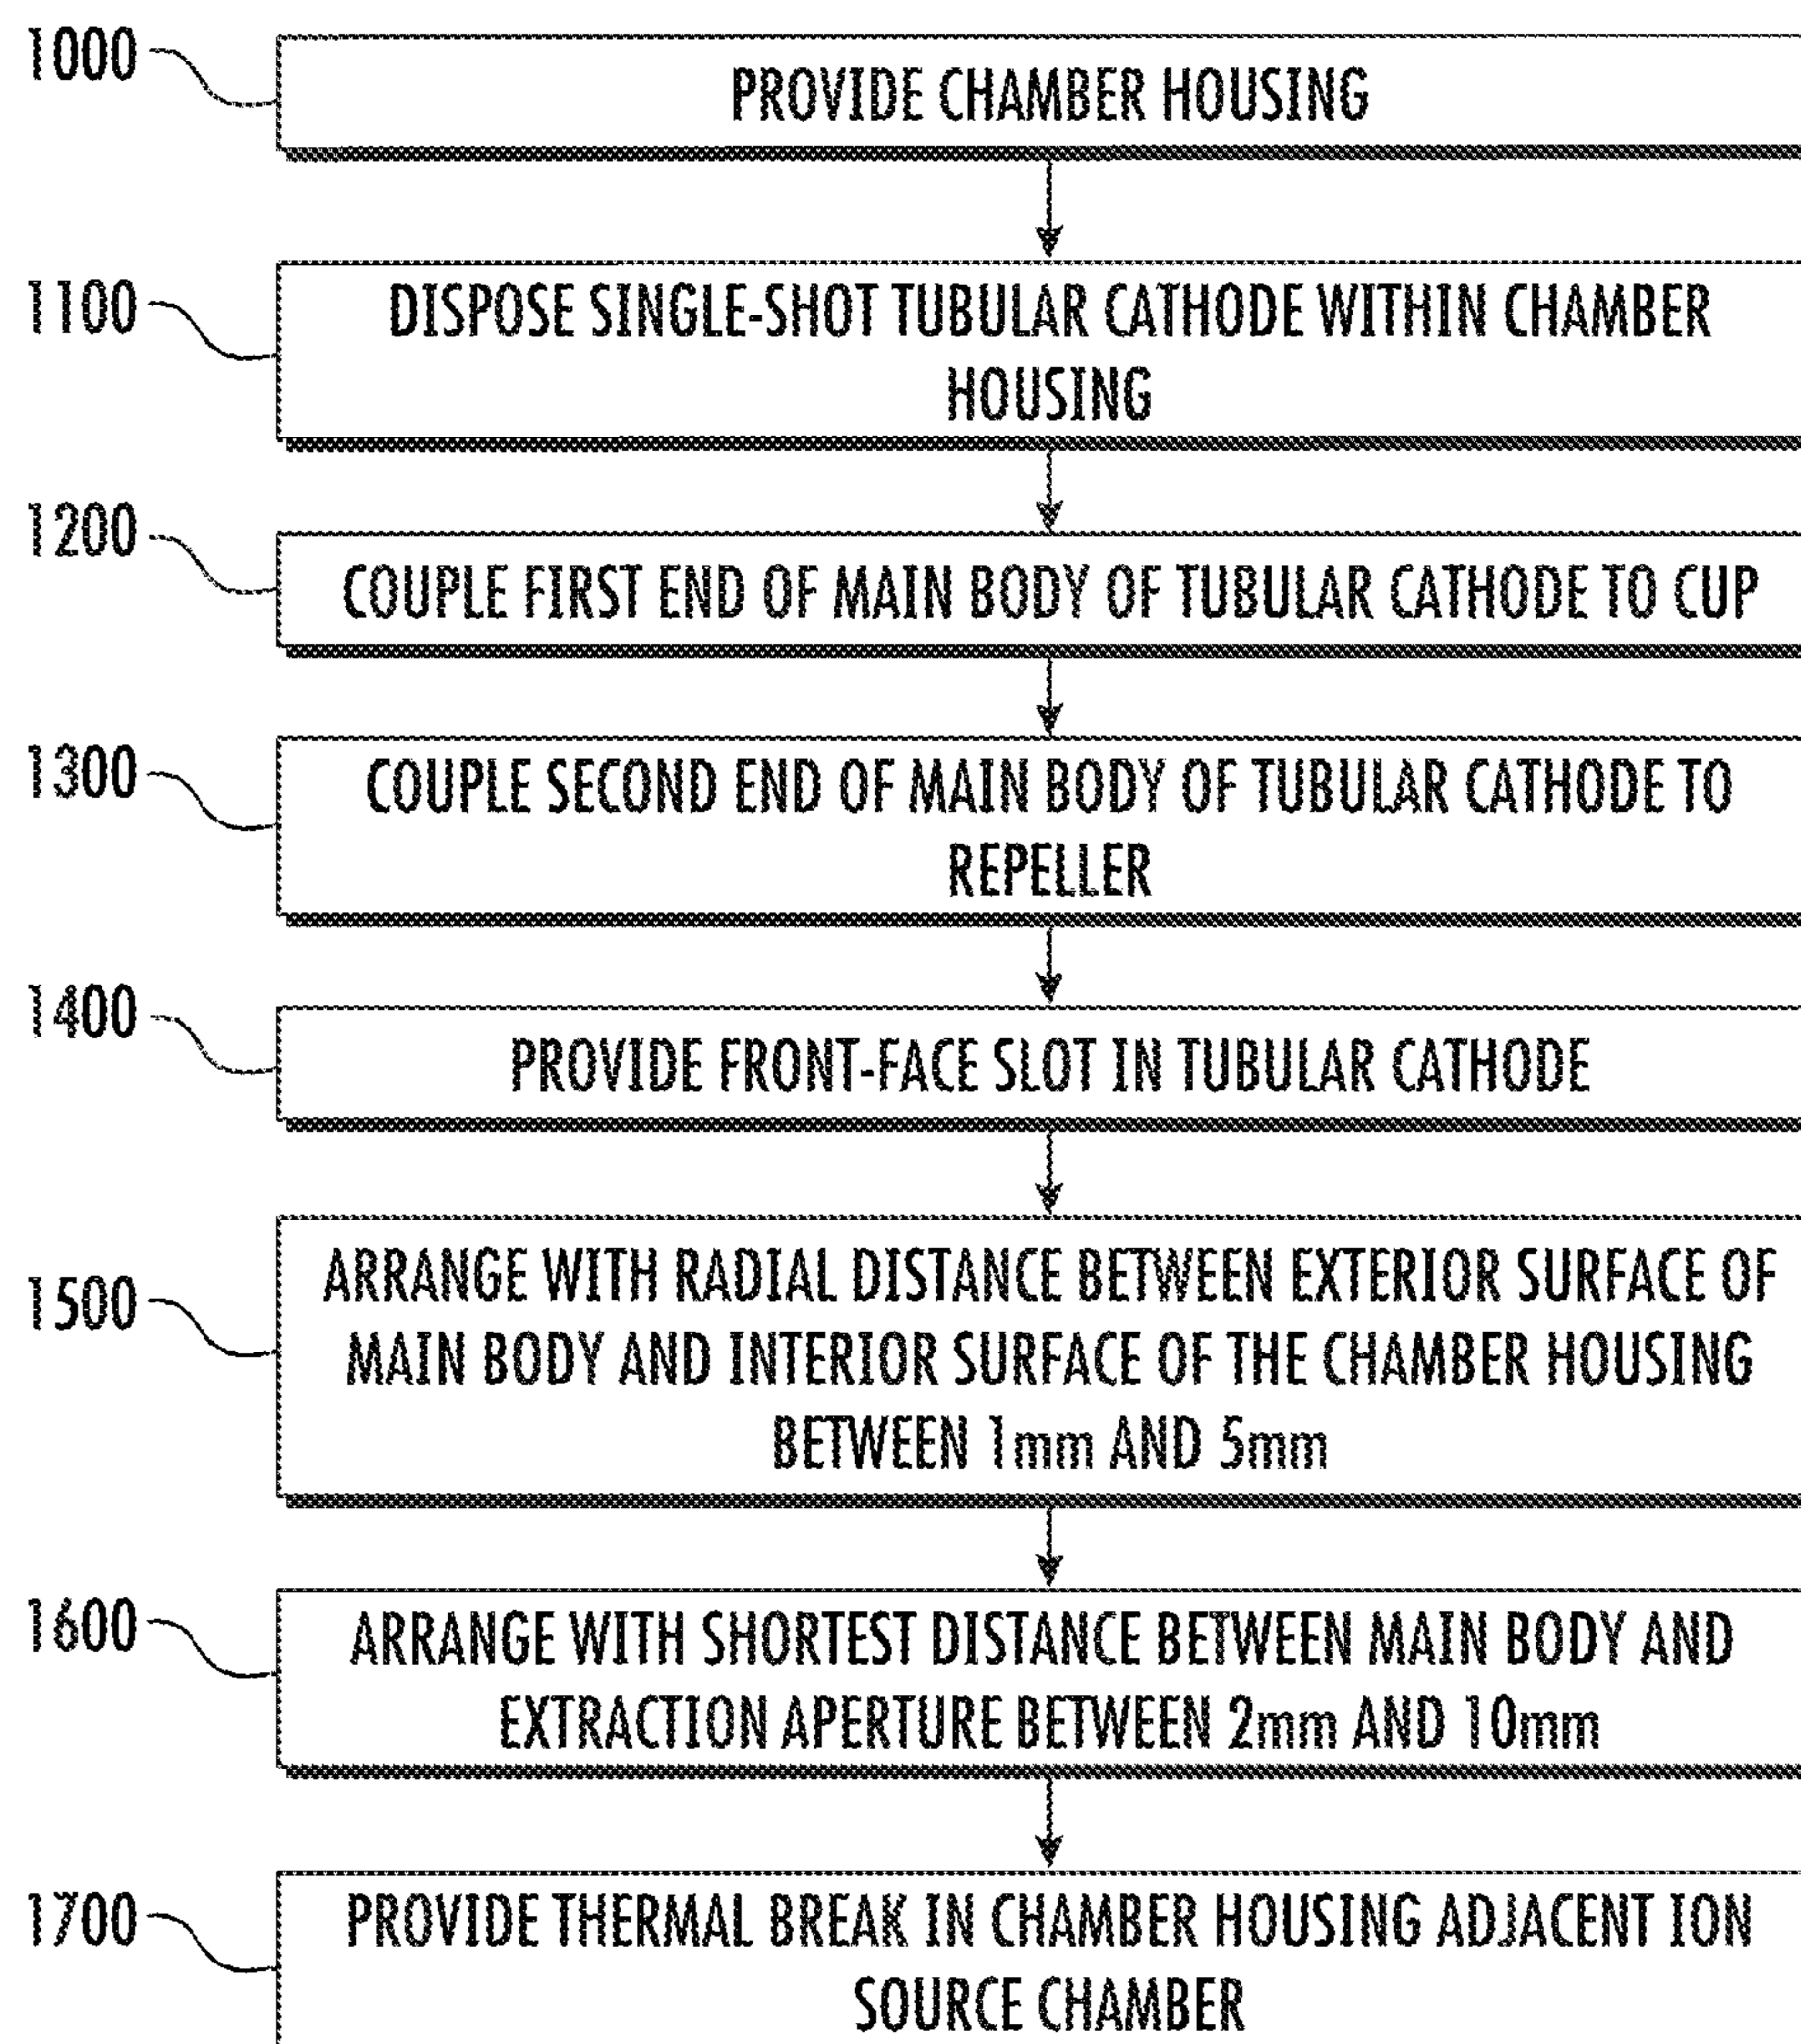 1000
PROVIDE CHAMBER HOUSING
1100
DISPOSE SINGLE-SHOT TUBULAR CATHODE WITHIN CHAMBER
HOUSING
1200
COUPLE FIRST END OF MAIN BODY OF TUBULAR CATHODE TO CUP
1300
COUPLE SECOND END OF MAIN BODY OF TUBULAR CATHODE TO
REPELLER
1400
PROVIDE FRONT-FACE SLOT IN TUBULAR CATHODE
1500
ARRANGE WITH RADIAL DISTANCE BETWEEN EXTERIOR SURFACE OF
MAIN BODY AND INTERIOR SURFACE OF THE CHAMBER HOUSING
BETWEEN 1mm AND 5mm
1600
ARRANGE WITH SHORTEST DISTANCE BETWEEN MAIN BODY AND
EXTRACTION APERTURE BETWEEN 2mm AND 10mm
1700
PROVIDE THERMAL BREAK IN CHAMBER HOUSING ADJACENT ION
SOURCE CHAMBER